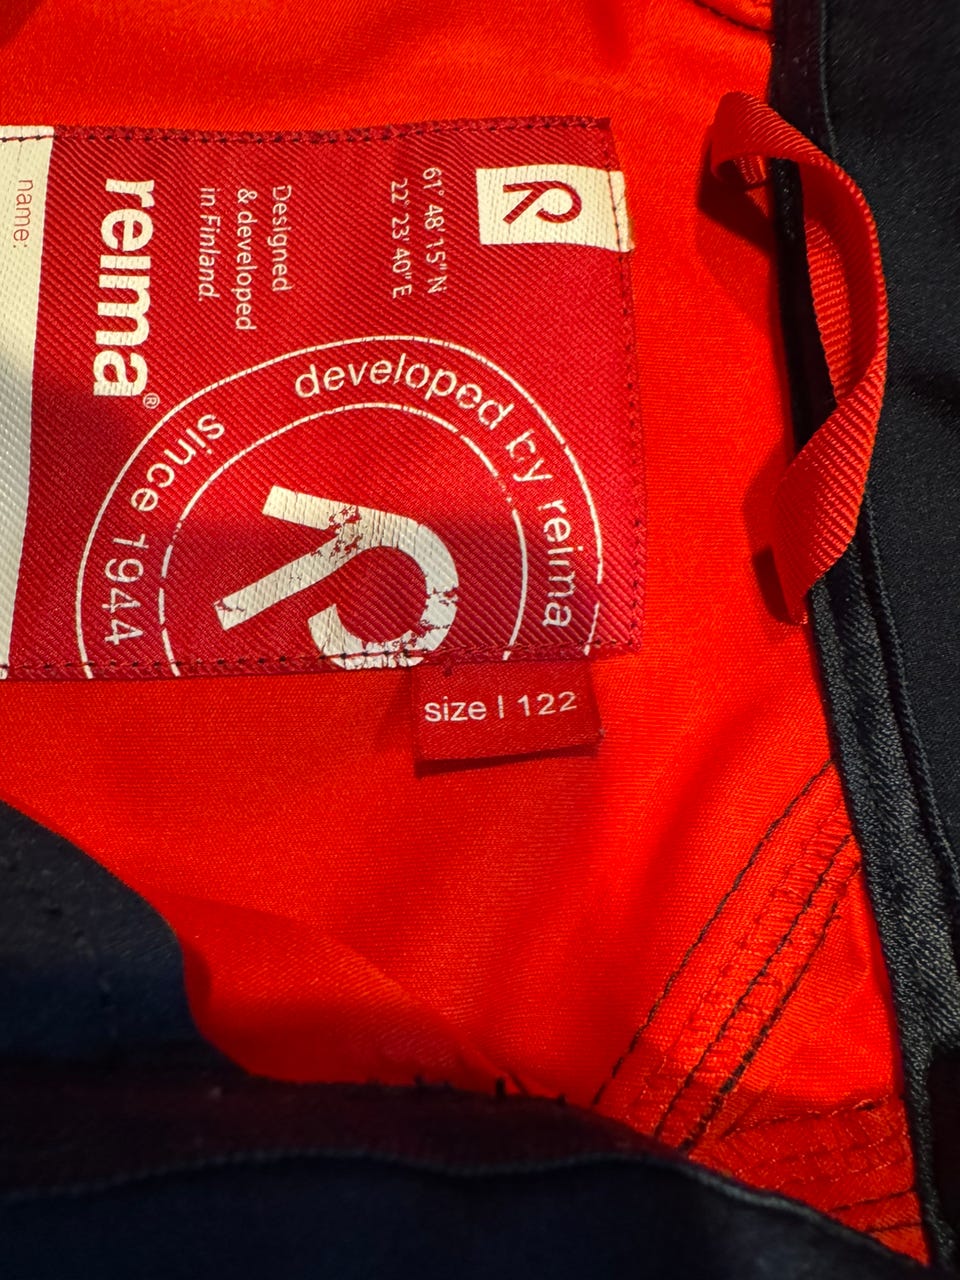 name:
reima®
Designed
& developed
in Finland.
61° 48' 15" N
22° 23' 40" E
R
since 1944
developed by reima
R
size | 122